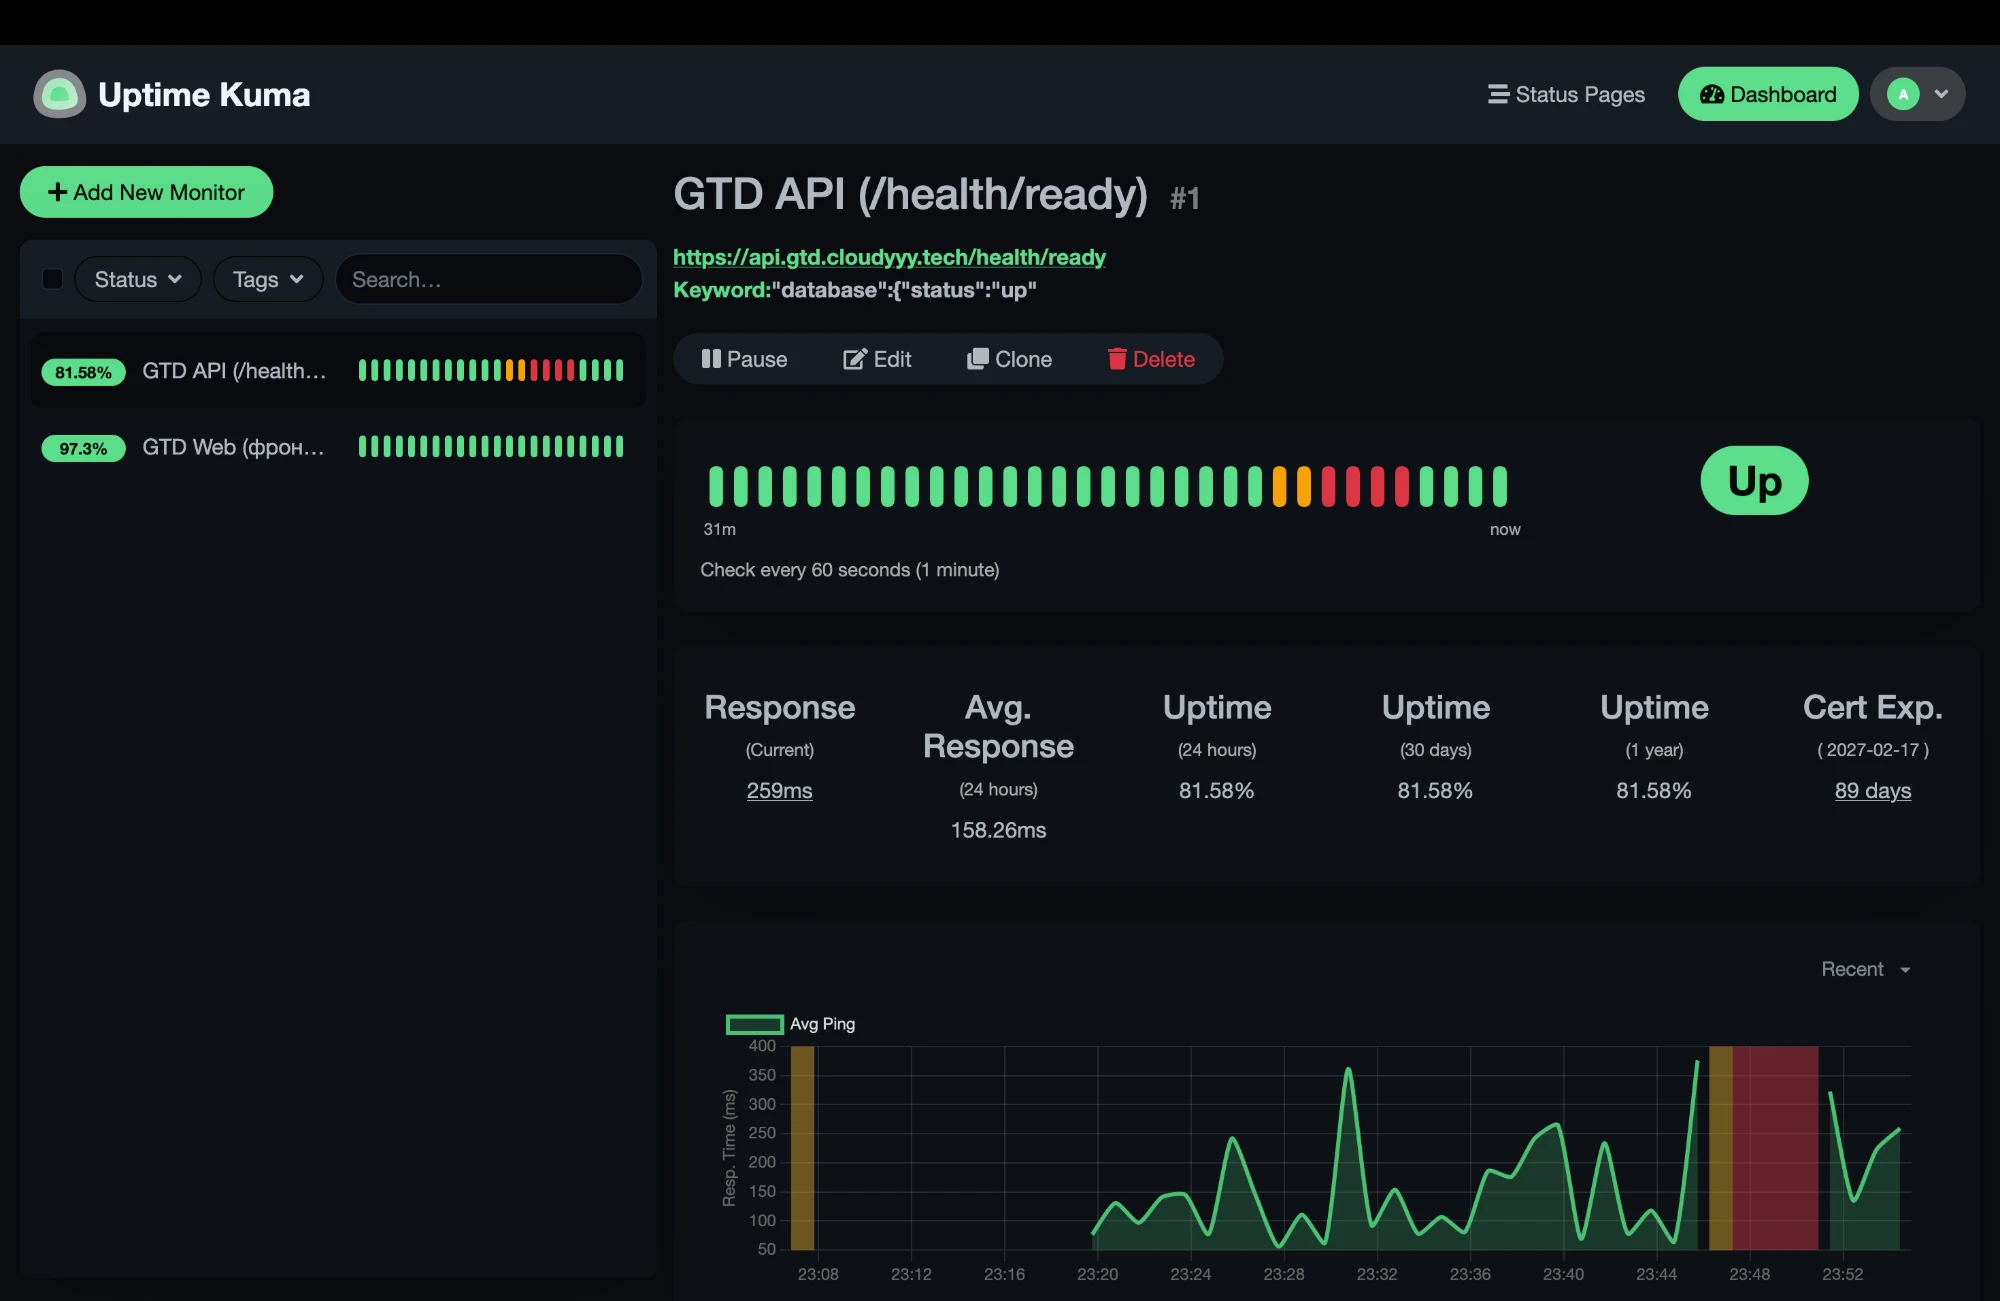 Uptime Kuma
Status Pages
Dashboard
A
Add New Monitor
Status
Tags
Search...
81.58%
GTD API (/health...
97.3%
GTD Web (фрон...
GTD API (/health/ready) #1
https://api.gtd.cloudyyy.tech/health/ready
Keyword:"database":{"status":"up"
Pause
Edit
Clone
Delete
31m
now
Up
Check every 60 seconds (1 minute)
Response
(Current)
259ms
Avg.
Response
(24 hours)
158.26ms
Uptime
(24 hours)
81.58%
Uptime
(30 days)
81.58%
Uptime
(1 year)
81.58%
Cert Exp.
( 2027-02-17 )
89 days
Recent
Avg Ping
Resp. Time (ms)
400
350
300
250
200
150
100
50
23:08
23:12
23:16
23:20
23:24
23:28
23:32
23:36
23:40
23:44
23:48
23:52